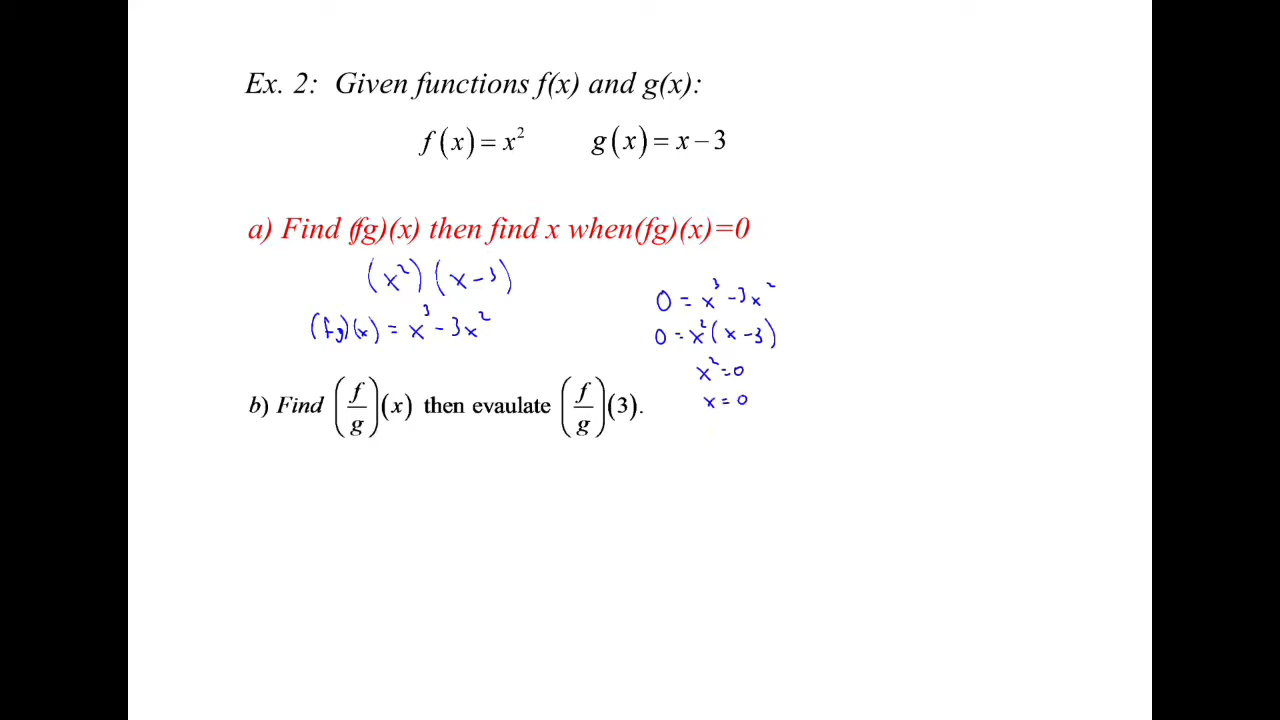 Ex. 2: Given functions f(x) and g(x):
f(x) = x² g(x) = x − 3
a) Find (fg)(x) then find x when(fg)(x)=0
(x²)(x−3)
(fg)(x) = x³ − 3x²
0 = x³ − 3x²
0 = x²(x − 3)
x² = 0
x = 0
b) Find (f/g)(x) then evaulate (f/g)(3).